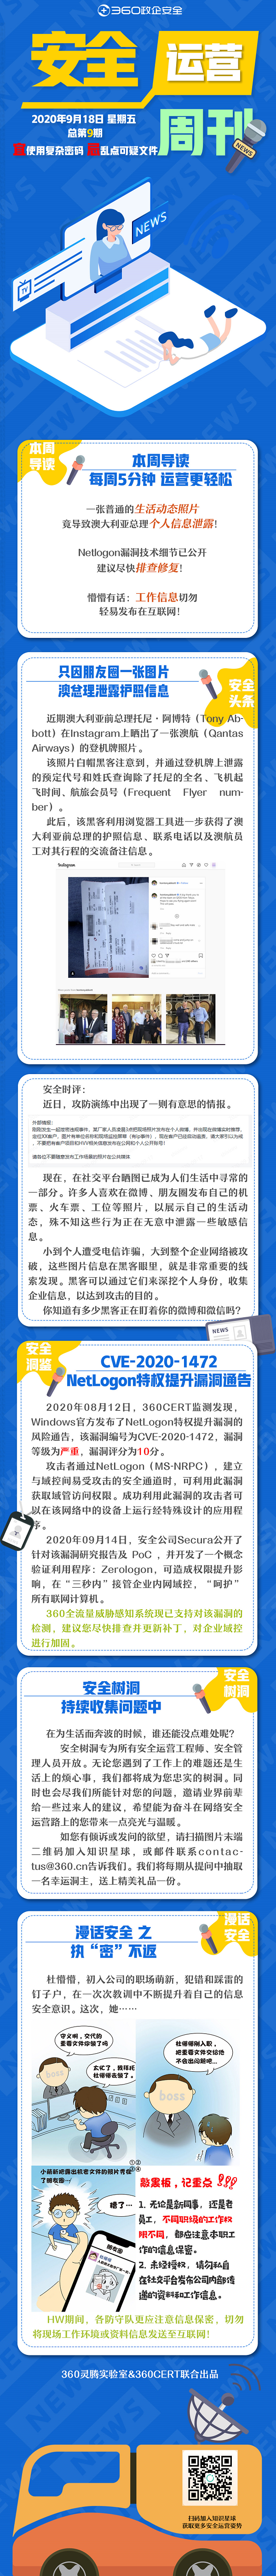 360政企安全
安全
运营
周刊
2020年9月18日 星期五
总第9期
使用复杂密码 乱点可疑文件
NEWS
NEWS
TV
本周
导读
本周导读
每周5分钟 运营更轻松
一张普通的生活动态照片
竟导致澳大利亚总理个人信息泄露！
Netlogon漏洞技术细节已公开
建议尽快排查修复！
懵懵有话：工作信息切勿
轻易发布在互联网！
只因朋友圈一张图片
澳总理泄露护照信息
安全
头条
近期澳大利亚前总理托尼·阿博特（Tony Ab-
bott）在Instagram上晒出了一张澳航（Qantas
Airways）的登机牌照片。
该照片白帽黑客注意到，并通过登机牌上泄露
的预定代号和姓氏查询除了托尼的全名、飞机起
飞时间、航旅会员号（Frequent Flyer num-
ber）。
此后，该黑客利用浏览器工具进一步获得了澳
大利亚前总理的护照信息、联系电话以及澳航员
工对其行程的交流备注信息。
Instagram
安全时评：
近日，攻防演练中出现了一则有意思的情报。
外部情报：
请各位不要随意发布工作场景的照片在公共媒体
现在，在社交平台晒图已成为人们生活中寻常的
一部分。许多人喜欢在微博，朋友圈发布自己的机
票、火车票、工位等照片，以展示自己的生活动
态，殊不知这些行为正在无意中泄露一些敏感信
息。
小到个人遭受电信诈骗，大到整个企业网络被攻
破，这些图片信息在黑客眼里，就是非常重要的线
索发现。黑客可以通过它们来深挖个人身份，收集
企业信息，以达到攻击的目的。
你知道有多少黑客正在盯着你的微博和微信吗？
NEWS
安全
洞鉴
CVE-2020-1472
NetLogon特权提升漏洞通告
2020年08月12日，360CERT监测发现，
Windows官方发布了NetLogon特权提升漏洞的
风险通告，该漏洞编号为CVE-2020-1472，漏洞
等级为严重，漏洞评分为10分。
攻击者通过NetLogon（MS-NRPC），建立
与域控间易受攻击的安全通道时，可利用此漏洞
获取域管访问权限。成功利用此漏洞的攻击者可
以在该网络中的设备上运行经特殊设计的应用程
序。
2020年09月14日，安全公司Secura公开了
针对该漏洞研究报告及 PoC ，并开发了一个概念
验证利用程序：Zerologon，可造成权限提升影
响，在“三秒内”接管企业内网域控，“呵护”
所有联网计算机。
360全流量威胁感知系统现已支持对该漏洞的
检测，建议您尽快排查并更新补丁，对企业域控
进行加固。
安全树洞
持续收集问题中
安全
树洞
在为生活而奔波的时候，谁还能没点难处呢？
安全树洞专为所有安全运营工程师、安全管
理人员开放。无论您遇到了工作上的难题还是生
活上的烦心事，我们都将成为您忠实的树洞。同
时也会尽我们所能针对您的问题，邀请业界前辈
给一些过来人的建议，希望能为奋斗在网络安全
运营路上的您带来一点亮光与温暖。
如您有倾诉或发问的欲望，请扫描图片末端
二维码加入知识星球，或邮件联系contac-
tus@360.cn告诉我们。我们将每期从提问中抽取
一名幸运洞主，送上精美礼品一份。
漫话安全 之
执“密”不返
漫话
安全
杜懵懵，初入公司的职场萌新，犯错和踩雷的
钉子户，在一次次教训中不断提升着自己的信息
安全意识。这次，她……
boss
boss
①②
③④
敲黑板，记重点
1. 无论是新同事，还是老
员工，不同职级的工作权
限不同，都应注意本职工
作的信息保密。
2. 未经授权，请勿私自
在社交平台发布公司内部传
递的资料和工作信息。
HW期间，各防守队更应注意信息保密，切勿
将现场工作环境或资料信息发送至互联网！
360灵腾实验室&360CERT联合出品
扫码加入知识星球
获取更多安全运营姿势